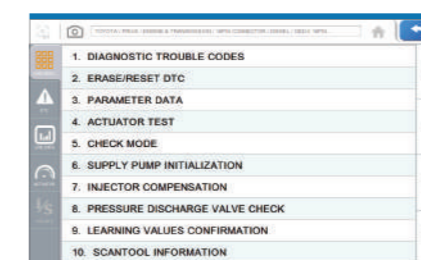 1. DIAGNOSTIC TROUBLE CODES
2. ERASE/RESET DTC
3. PARAMETER DATA
4. ACTUATOR TEST
5. CHECK MODE
6. SUPPLY PUMP INITIALIZATION
7. INJECTOR COMPENSATION
8. PRESSURE DISCHARGE VALVE CHECK
9. LEARNING VALUES CONFIRMATION
10. SCANTOOL INFORMATION